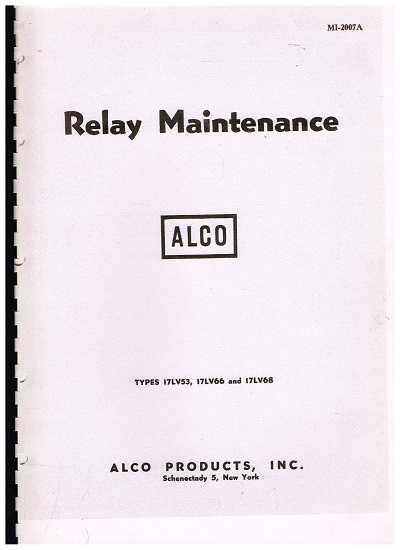 MI-2007A
Relay Maintenance
ALCO
TYPES 17LV53, 17LV66 and 17LV68
ALCO PRODUCTS, INC.
Schenectady 5, New York